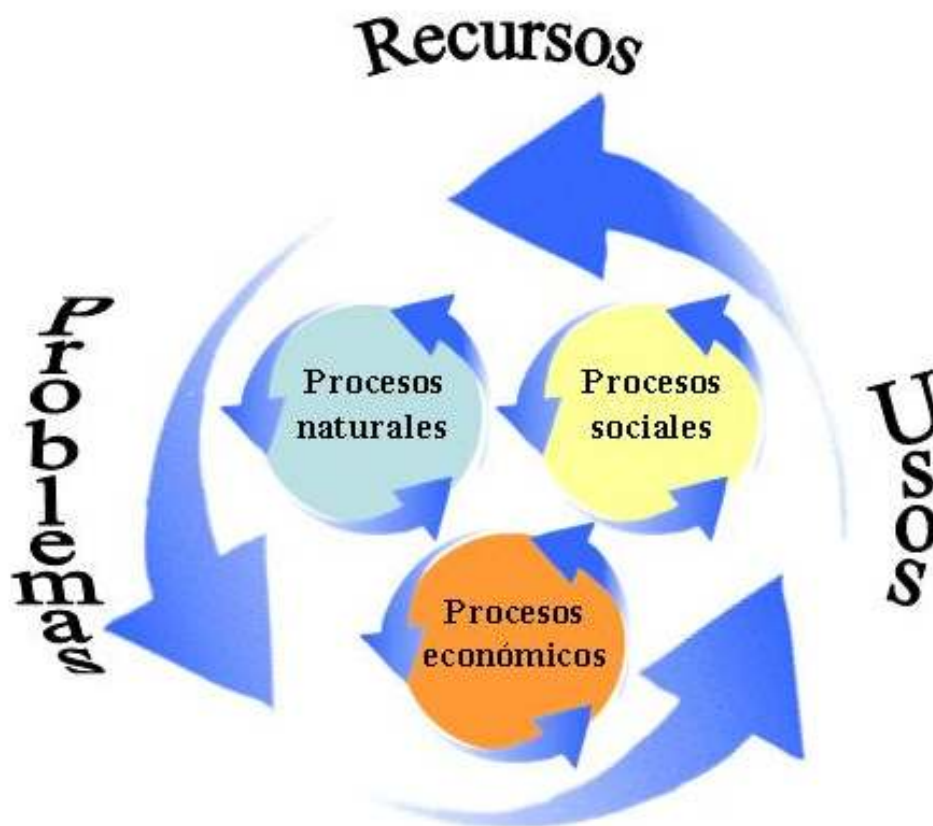 Recursos
Problemas
Procesos
naturales
Procesos
sociales
Usos
Procesos
económicos